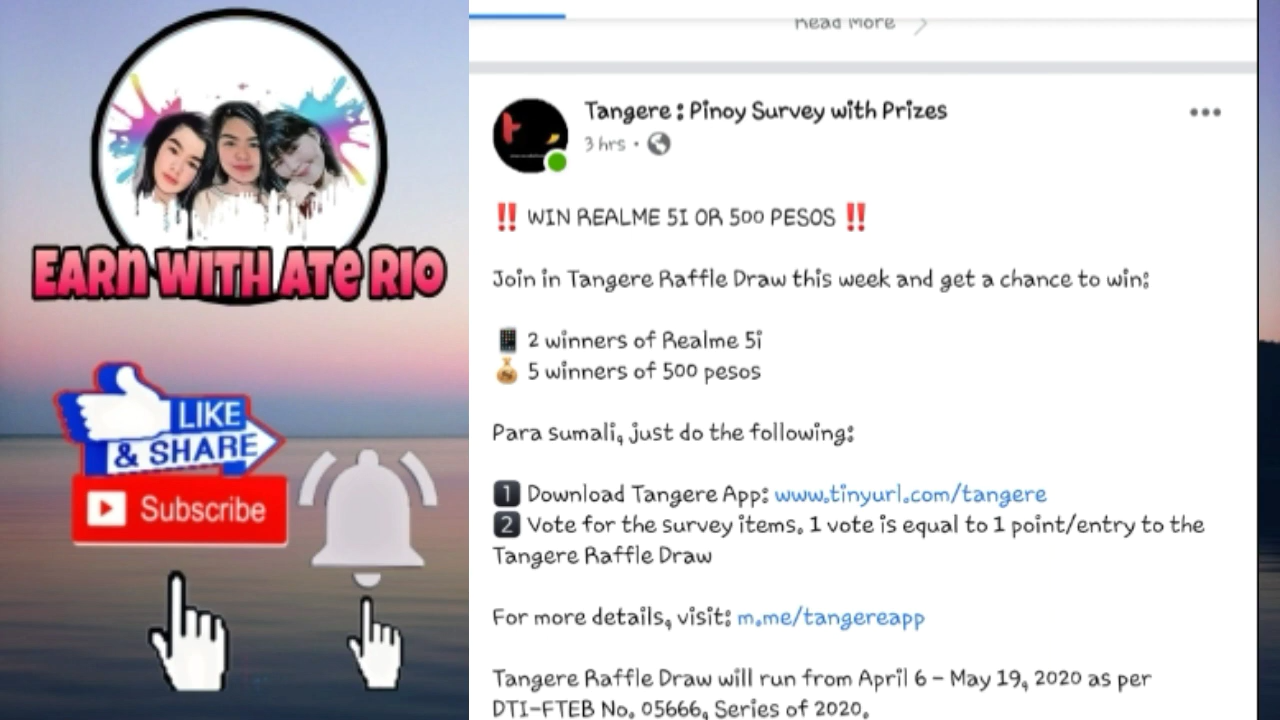 EARN WITH ATE RIO
LIKE
& SHARE
Subscribe
Read More
Tangere : Pinoy Survey with Prizes
3 hrs •
‼️ WIN REALME 5I OR 500 PESOS ‼️
Join in Tangere Raffle Draw this week and get a chance to win:
📱 2 winners of Realme 5i
💰 5 winners of 500 pesos
Para sumali, just do the following:
1️⃣ Download Tangere App: www.tinyurl.com/tangere
2️⃣ Vote for the survey items. 1 vote is equal to 1 point/entry to the
Tangere Raffle Draw
For more details, visit: m.me/tangereapp
Tangere Raffle Draw will run from April 6 – May 19, 2020 as per
DTI-FTEB No. 05666, Series of 2020.